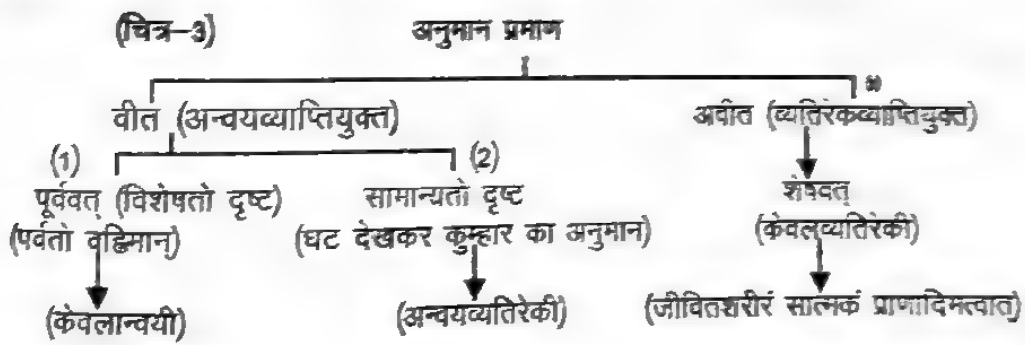 (चित्र-3) अनुमान प्रमाण
वीत (अन्वयव्याप्तियुक्त) अवीत (व्यतिरेकव्याप्तियुक्त)
(1) (2)
पूर्ववत् (विशेषतो दृष्ट) सामान्यतो दृष्ट शेषवत्
(पर्वतो वह्निमान्) (घट देखकर कुम्हार का अनुमान) (केवलव्यतिरेकी)
(केवलान्वयी) (अन्वयव्यतिरेकी) (जीवितशरीरं सात्मकं प्राणादिमत्वात)